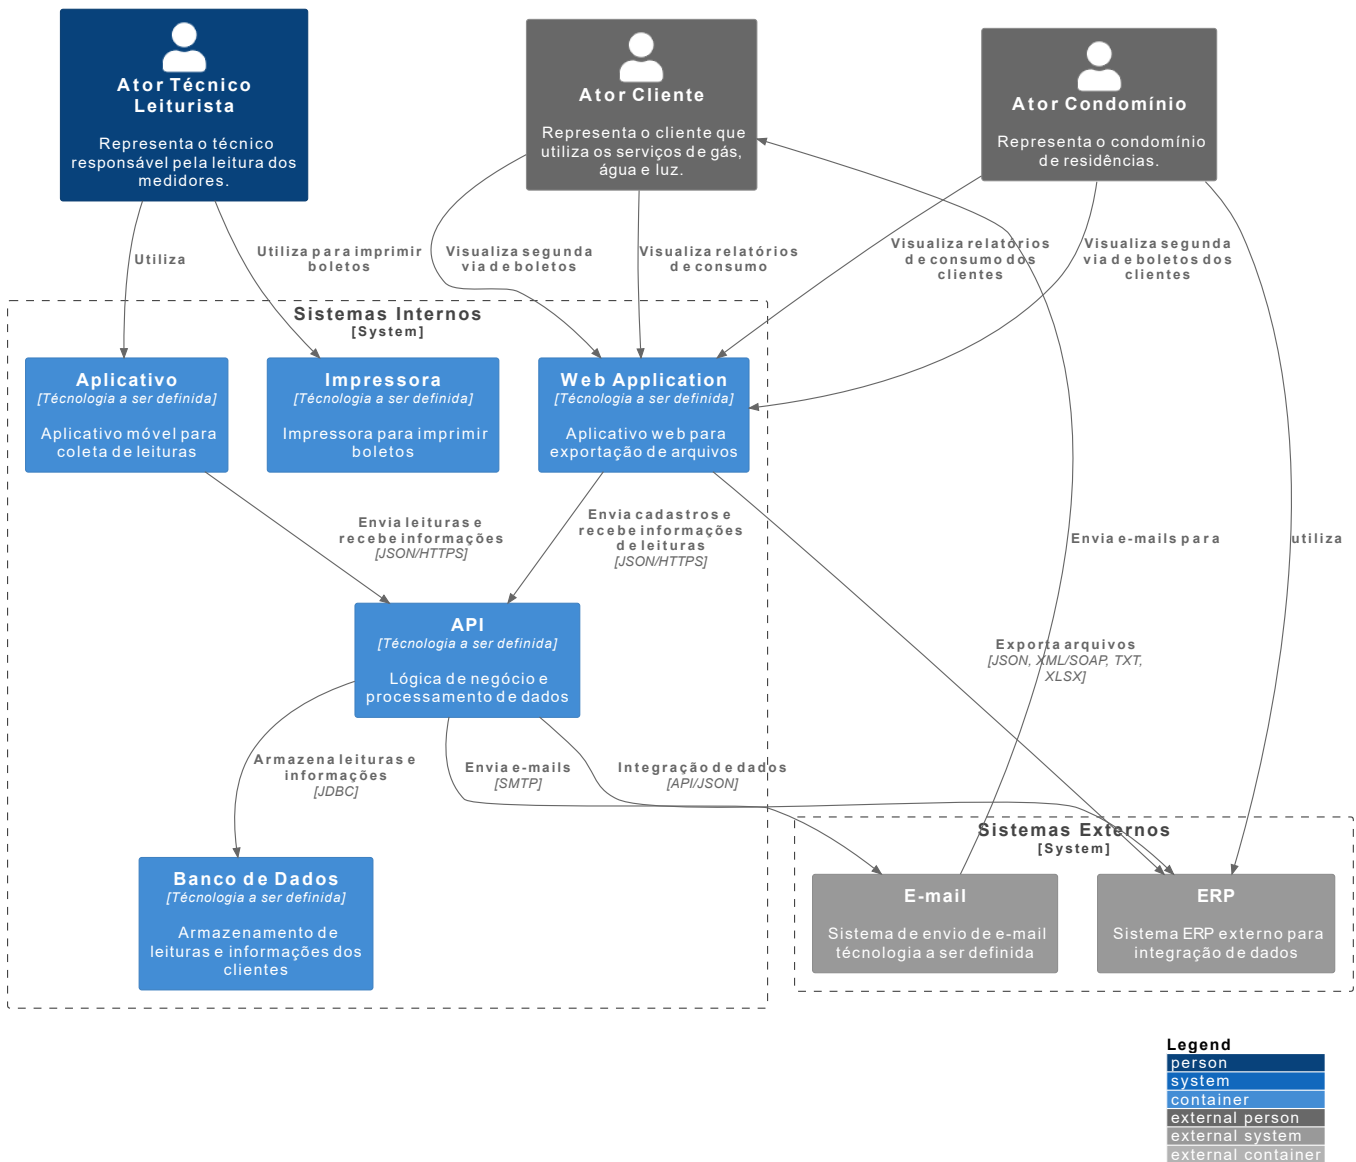 Ator Técnico
Leiturista
Representa o técnico
responsável pela leitura dos
medidores.
Ator Cliente
Representa o cliente que
utiliza os serviços de gás,
água e luz.
Ator Condomínio
Representa o condomínio
de residências.
Utiliza
Utiliza para imprimir
boletos
Visualiza segunda
via de boletos
Visualiza relatórios
de consumo
Visualiza relatórios
de consumo dos
clientes
Visualiza segunda
via de boletos dos
clientes
Sistemas Internos
[System]
Aplicativo
[Técnologia a ser definida]
Aplicativo móvel para
coleta de leituras
Impressora
[Técnologia a ser definida]
Impressora para imprimir
boletos
Web Application
[Técnologia a ser definida]
Aplicativo web para
exportação de arquivos
Envia leituras e
recebe informações
[JSON/HTTPS]
Envia cadastros e
recebe informações
de leituras
[JSON/HTTPS]
Envia e-mails para
utiliza
API
[Técnologia a ser definida]
Lógica de negócio e
processamento de dados
Exporta arquivos
[JSON, XML/SOAP, TXT,
XLSX]
Armazena leituras e
informações
[JDBC]
Envia e-mails
[SMTP]
Integração de dados
[API/JSON]
Sistemas Externos
[System]
Banco de Dados
[Técnologia a ser definida]
Armazenamento de
leituras e informações dos
clientes
E-mail
Sistema de envio de e-mail
técnologia a ser definida
ERP
Sistema ERP externo para
integração de dados
Legend
person
system
container
external person
external system
external container